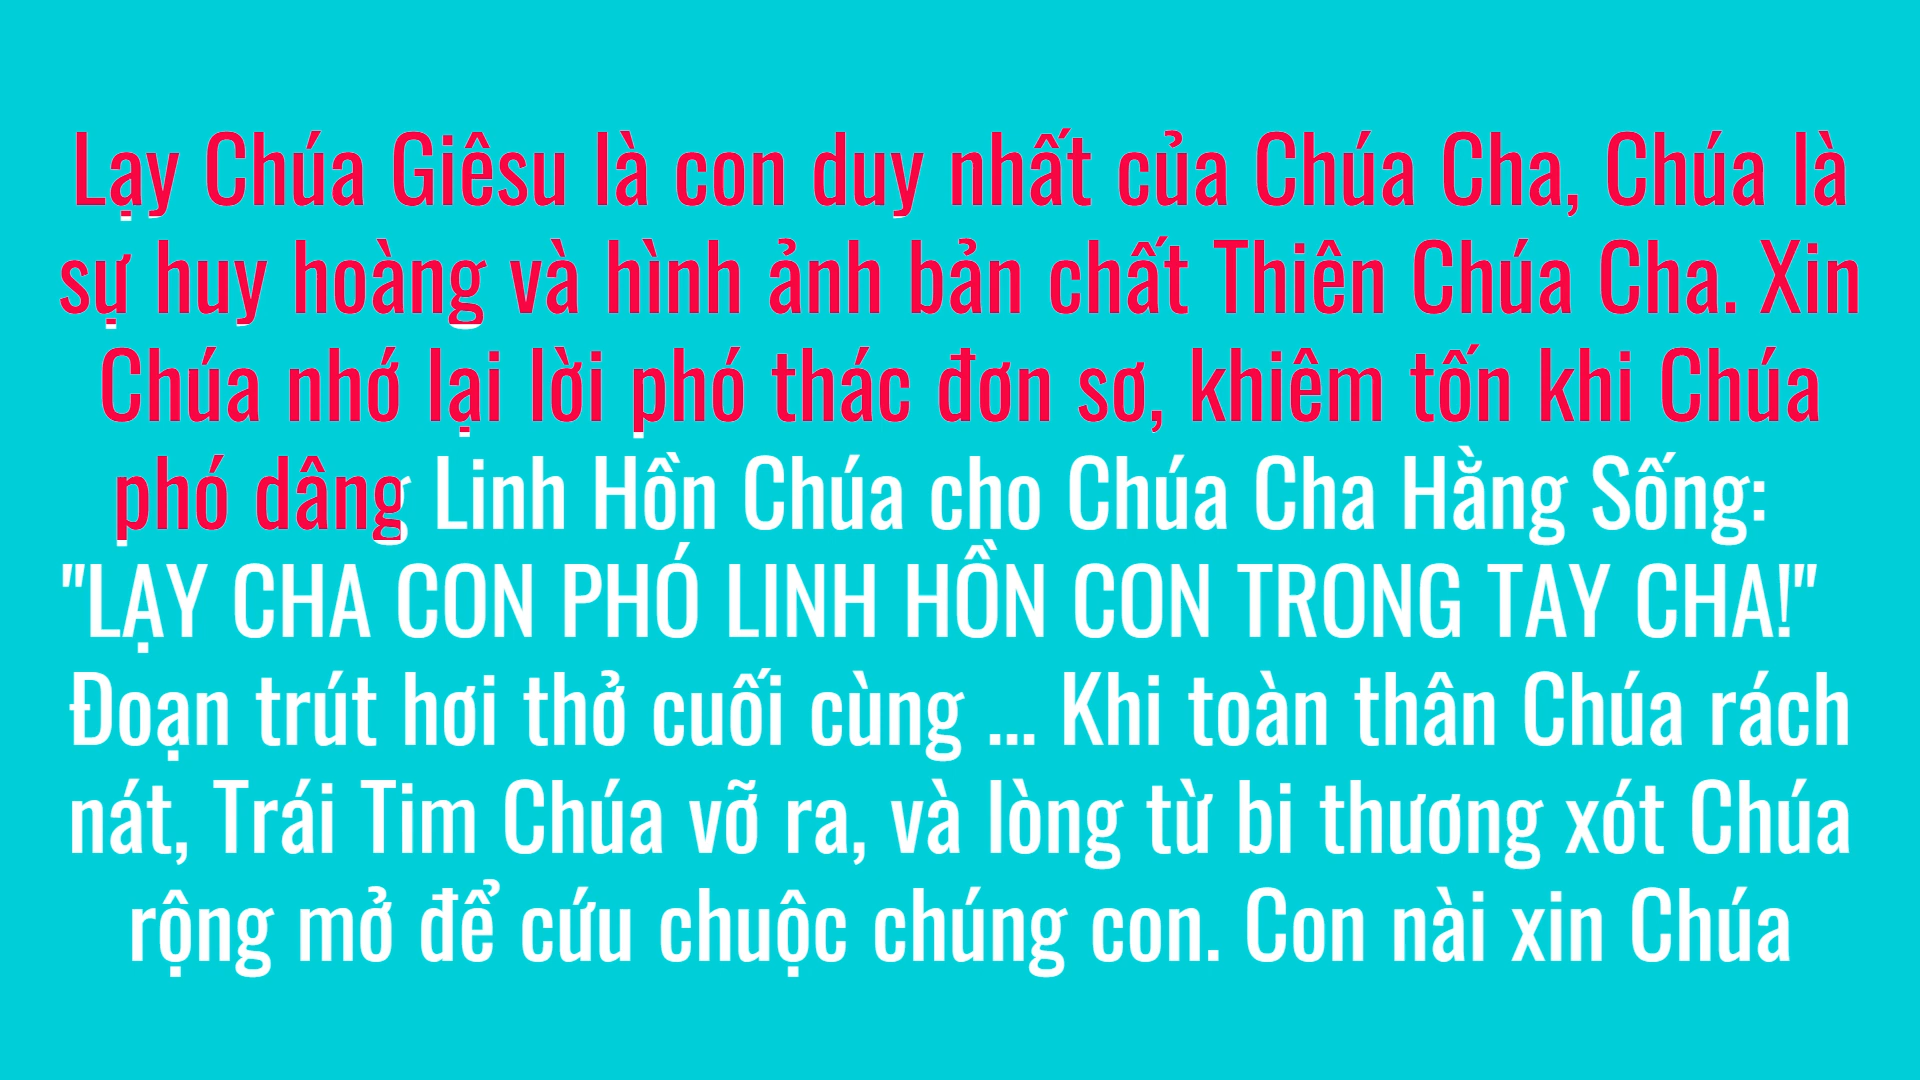 Lạy Chúa Giêsu là con duy nhất của Chúa Cha, Chúa là
sự huy hoàng và hình ảnh bản chất Thiên Chúa Cha. Xin
Chúa nhớ lại lời phó thác đơn sơ, khiêm tốn khi Chúa
phó dâng Linh Hồn Chúa cho Chúa Cha Hằng Sống:
"LẠY CHA CON PHÓ LINH HỒN CON TRONG TAY CHA!"
Đoạn trút hơi thở cuối cùng ... Khi toàn thân Chúa rách
nát, Trái Tim Chúa vỡ ra, và lòng từ bi thương xót Chúa
rộng mở để cứu chuộc chúng con. Con nài xin Chúa